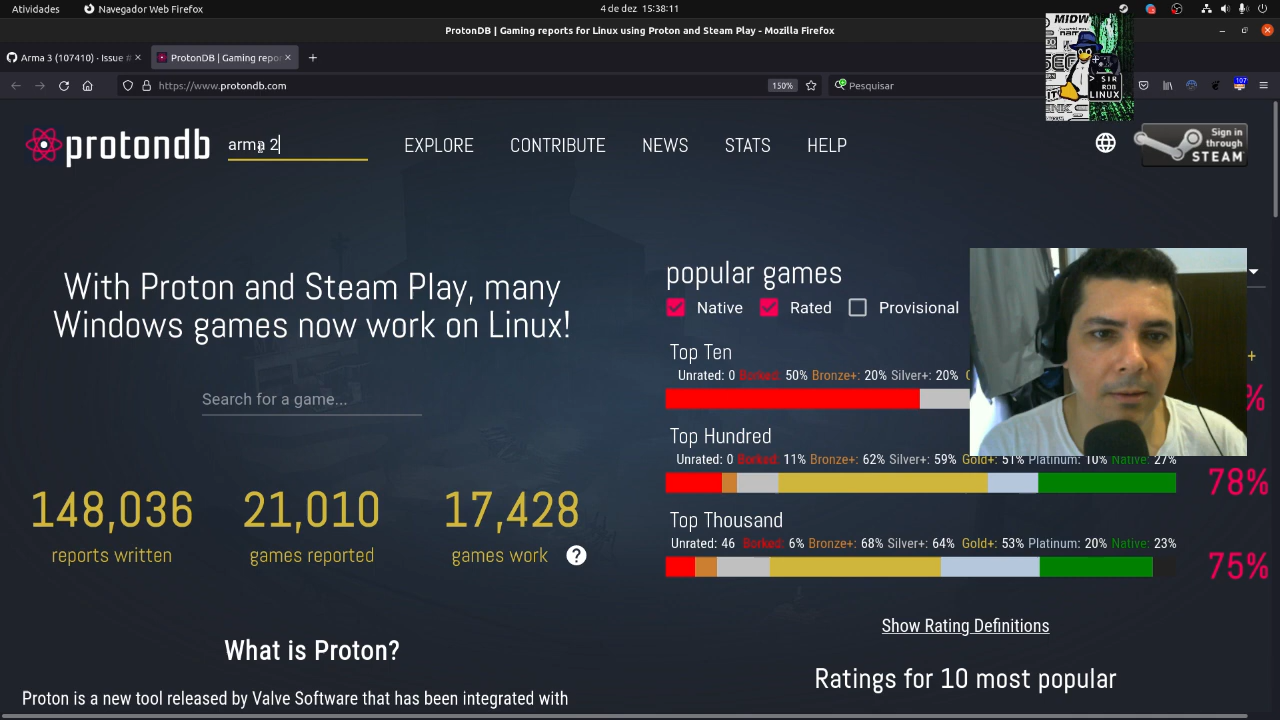 Atividades
Navegador Web Firefox
4 de dez 15:38:11
ProtonDB | Gaming reports for Linux using Proton and Steam Play - Mozilla Firefox
Arma 3 (107410) · Issue #
ProtonDB | Gaming repo
https://www.protondb.com
150%
Pesquisar
107
MIDW
> SIR
ROB
LINUX
protondb
arma 2
EXPLORE
CONTRIBUTE
NEWS
STATS
HELP
Sign in
through
STEAM
With Proton and Steam Play, many
Windows games now work on Linux!
Search for a game...
148,036
reports written
21,010
games reported
17,428
games work
?
What is Proton?
Proton is a new tool released by Valve Software that has been integrated with
popular games
Native
Rated
Provisional
Top Ten
Unrated: 0 Borked: 50% Bronze+: 20% Silver+: 20%
Top Hundred
Unrated: 0 Borked: 11% Bronze+: 62% Silver+: 59% Gold+: 51% Platinum: 10% Native: 27%
78%
Top Thousand
Unrated: 46 Borked: 6% Bronze+: 68% Silver+: 64% Gold+: 53% Platinum: 20% Native: 23%
75%
Show Rating Definitions
Ratings for 10 most popular